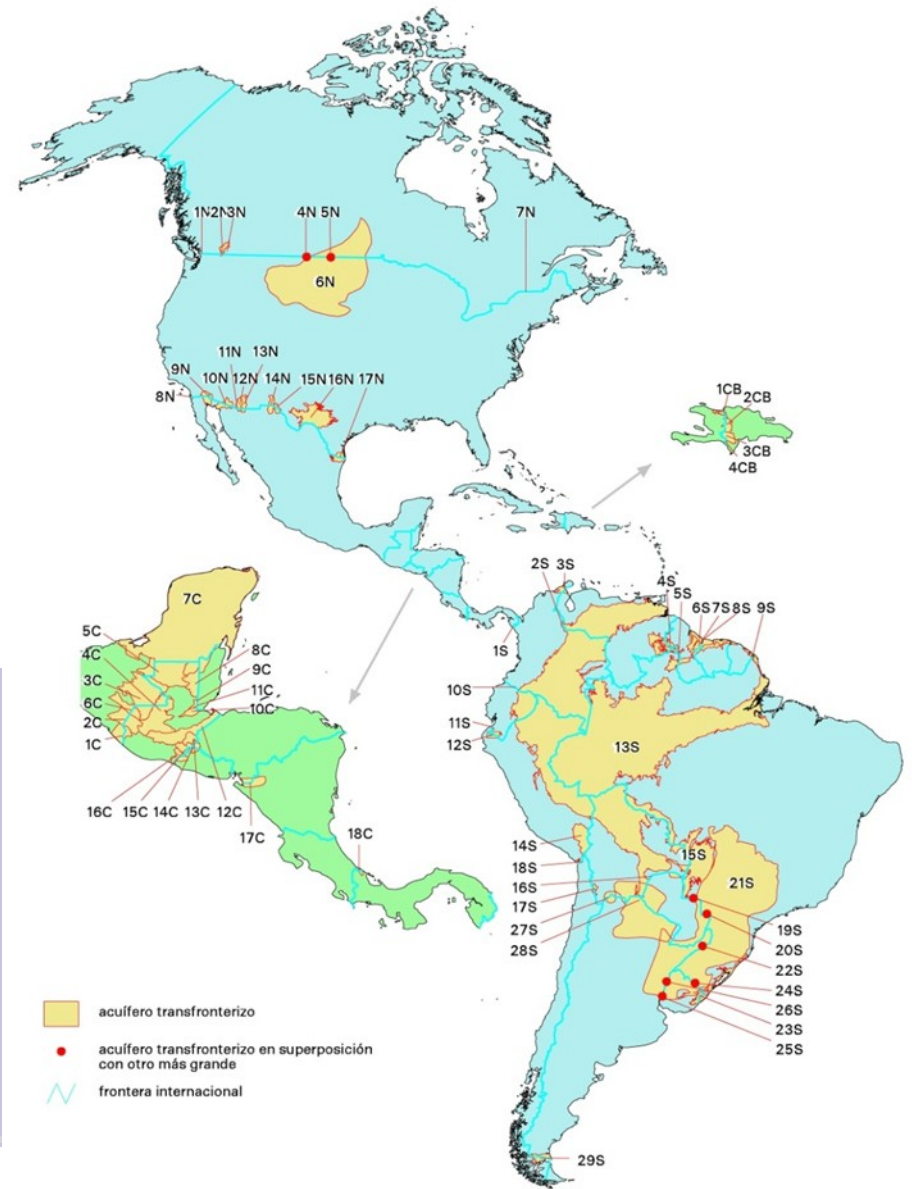 1N 2N 3N
4N 5N
7N
6N
11N
13N
9N
10N
12N
14N
15N
16N
17N
8N
1CB
2CB
3CB
4CB
7C
5C
4C
3C
6C
2C
1C
8C
9C
11C
10C
16C
15C
14C
13C
12C
17C
18C
2S
3S
4S
5S
6S
7S
8S
9S
1S
10S
11S
12S
13S
14S
15S
18S
16S
21S
17S
27S
19S
28S
20S
22S
24S
26S
23S
25S
29S
acuífero transfronterizo
acuífero transfronterizo en superposición
con otro más grande
frontera internacional